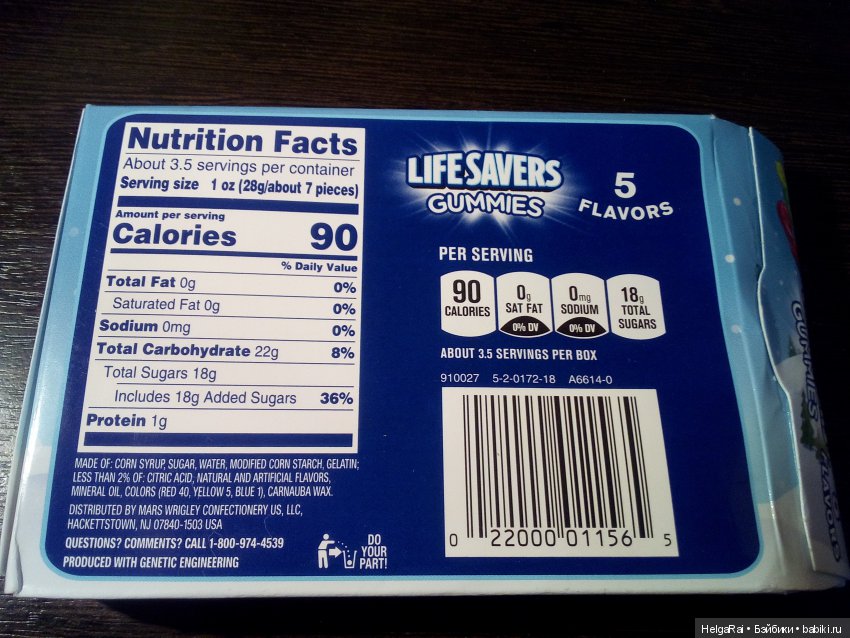 Nutrition Facts
About 3.5 servings per container
Serving size 1 oz (28g/about 7 pieces)
Amount per serving
Calories 90
% Daily Value
Total Fat 0g 0%
Saturated Fat 0g 0%
Sodium 0mg 0%
Total Carbohydrate 22g 8%
Total Sugars 18g
Includes 18g Added Sugars 36%
Protein 1g
MADE OF: CORN SYRUP, SUGAR, WATER, MODIFIED CORN STARCH, GELATIN;
LESS THAN 2% OF: CITRIC ACID, NATURAL AND ARTIFICIAL FLAVORS,
MINERAL OIL, COLORS (RED 40, YELLOW 5, BLUE 1), CARNAUBA WAX.
DISTRIBUTED BY MARS WRIGLEY CONFECTIONERY US, LLC,
HACKETTSTOWN, NJ 07840-1503 USA
QUESTIONS? COMMENTS? CALL 1-800-974-4539
PRODUCED WITH GENETIC ENGINEERING
DO
YOUR
PART!
LIFE SAVERS
GUMMIES
5
FLAVORS
PER SERVING
90
CALORIES
0g
SAT FAT
0% DV
0mg
SODIUM
0% DV
18g
TOTAL
SUGARS
ABOUT 3.5 SERVINGS PER BOX
910027 5-2-0172-18 A6614-0
0 22000 01156 5
GUMMIES
FLAVORS
HelgaRai • Бэйбики • babiki.ru